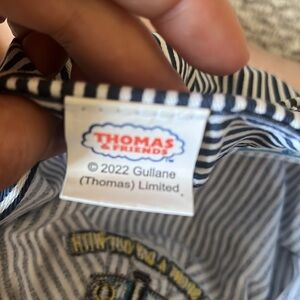 THOMAS
& FRIENDS
© 2022 Gullane
(Thomas) Limited